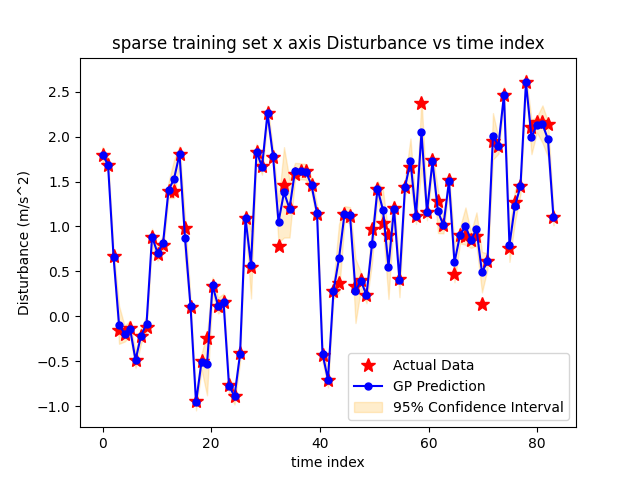 sparse training set x axis Disturbance vs time index
Disturbance (m/s^2)
2.5
2.0
1.5
1.0
0.5
0.0
−0.5
−1.0
Actual Data
GP Prediction
95% Confidence Interval
0 20 40 60 80
time index